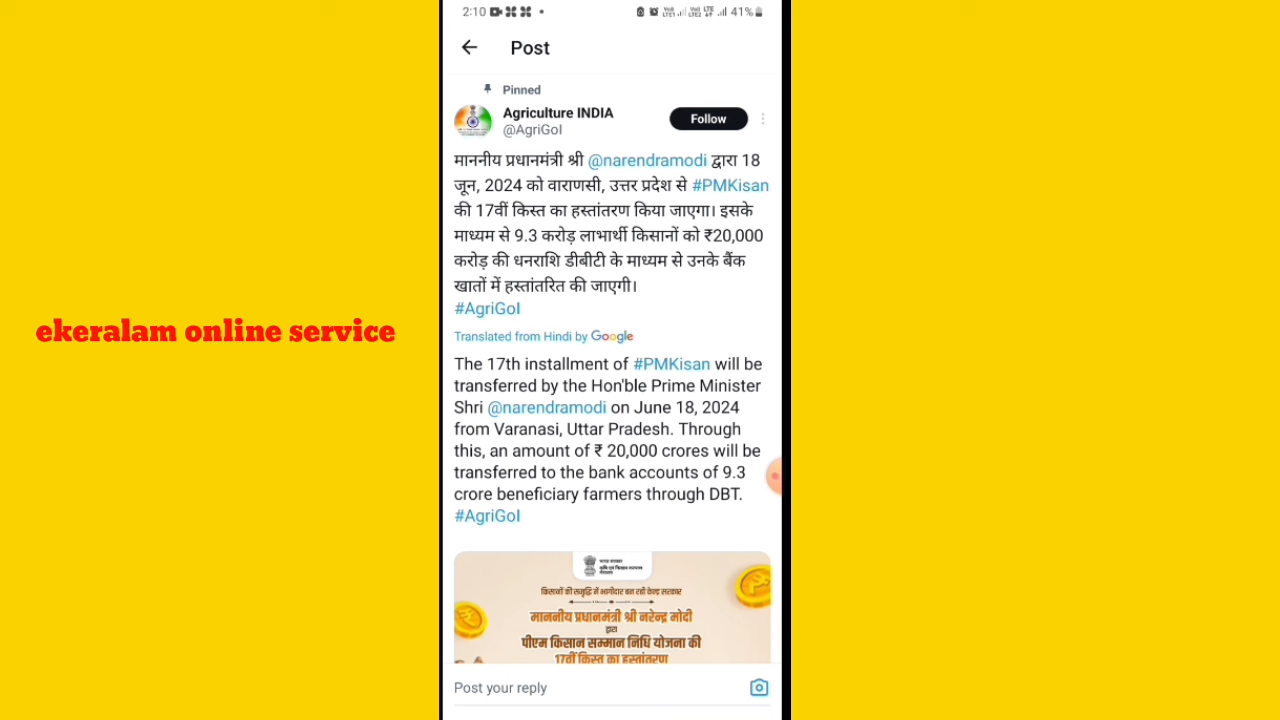 2:10
41%
Post
Pinned
Agriculture INDIA
@AgriGoI
Follow
माननीय प्रधानमंत्री श्री @narendramodi द्वारा 18
जून, 2024 को वाराणसी, उत्तर प्रदेश से #PMKisan
की 17वीं किस्त का हस्तांतरण किया जाएगा। इसके
माध्यम से 9.3 करोड़ लाभार्थी किसानों को ₹20,000
करोड़ की धनराशि डीबीटी के माध्यम से उनके बैंक
खातों में हस्तांतरित की जाएगी।
#AgriGoI
Translated from Hindi by Google
The 17th installment of #PMKisan will be
transferred by the Hon'ble Prime Minister
Shri @narendramodi on June 18, 2024
from Varanasi, Uttar Pradesh. Through
this, an amount of ₹ 20,000 crores will be
transferred to the bank accounts of 9.3
crore beneficiary farmers through DBT.
#AgriGoI
किसानों की समृद्धि में भागीदार बन रही केन्द्र सरकार
माननीय प्रधानमंत्री श्री नरेन्द्र मोदी
द्वारा
पीएम किसान सम्मान निधि योजना की
17वीं किस्त का हस्तांतरण
Post your reply
ekeralam online service